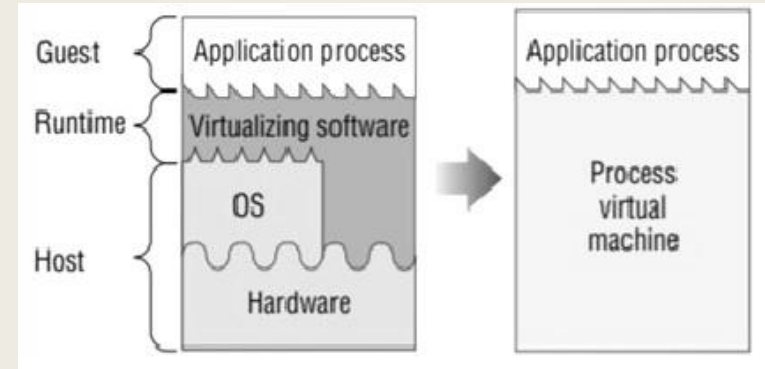 Guest
Application process
Runtime
Virtualizing software
OS
Host
Hardware
Application process
Process
virtual
machine